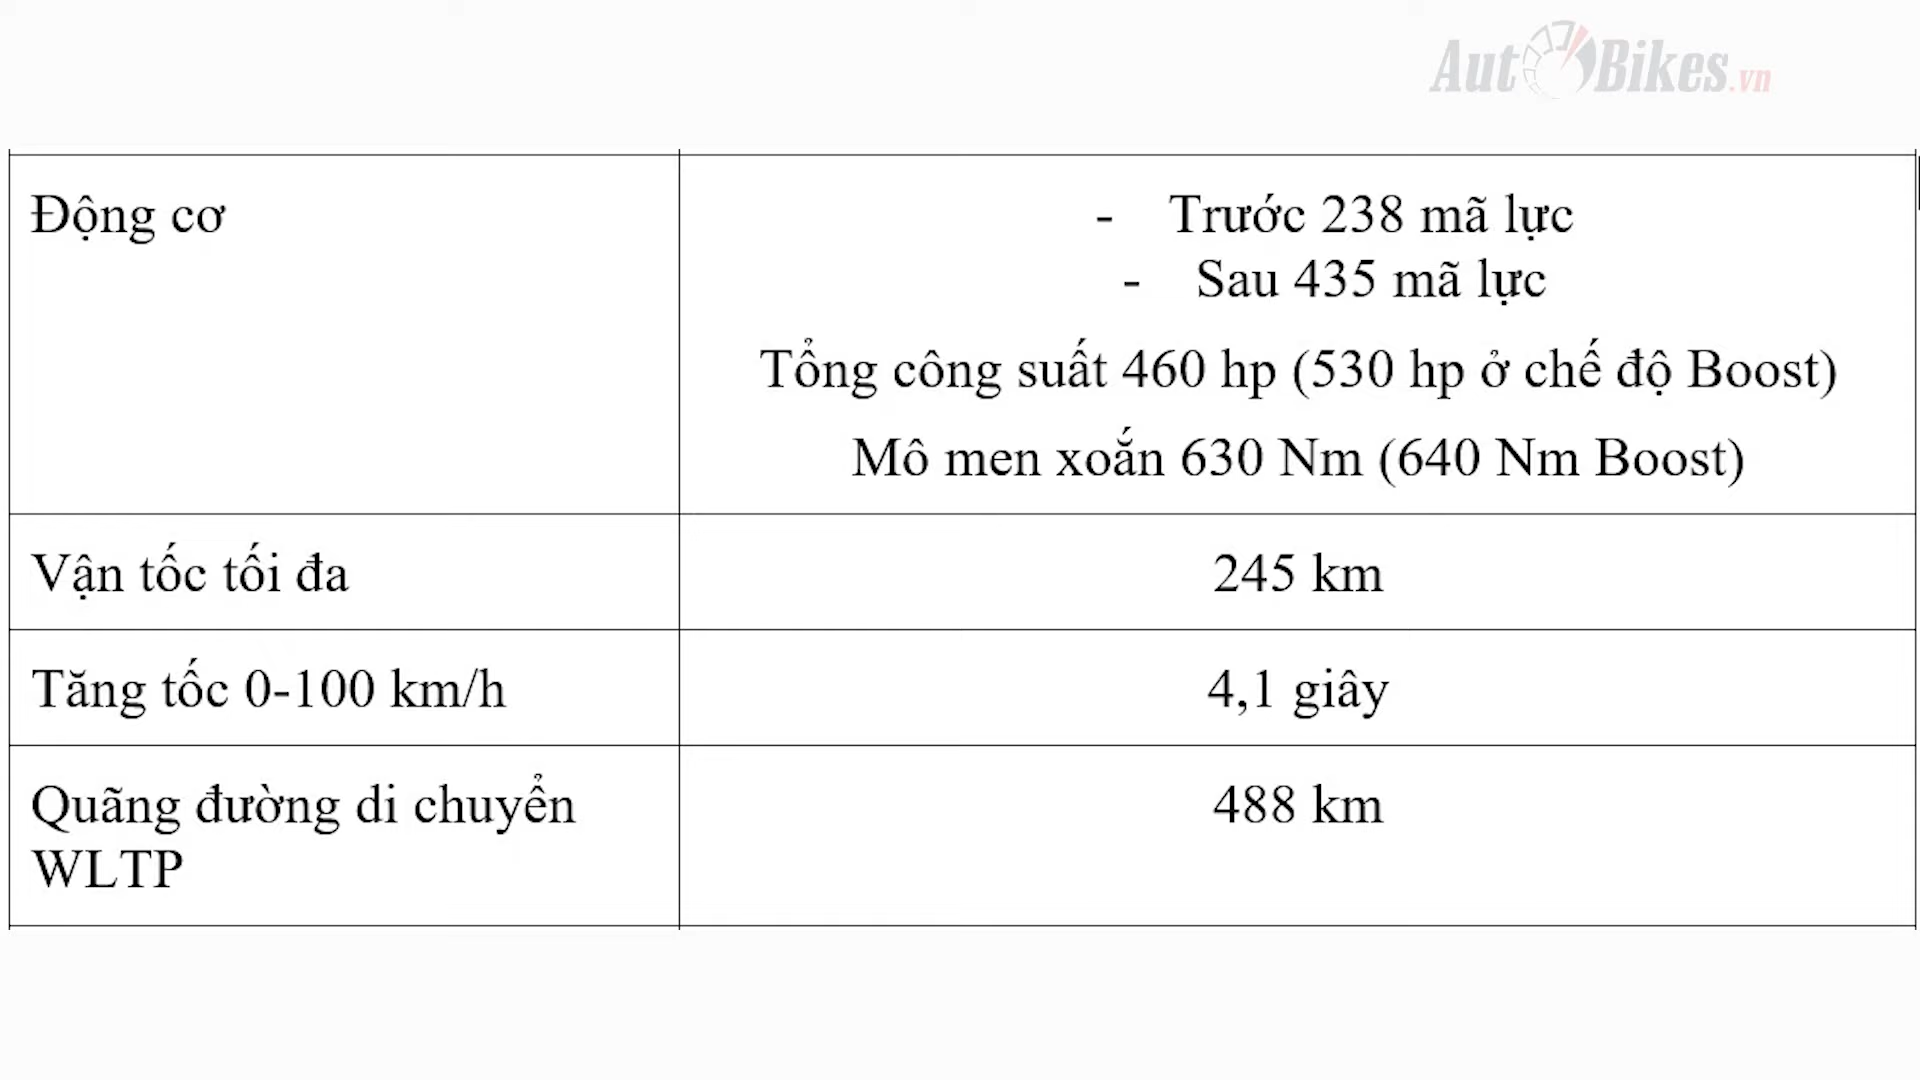 AutoBikes.vn
Động cơ
- Trước 238 mã lực
- Sau 435 mã lực
Tổng công suất 460 hp (530 hp ở chế độ Boost)
Mô men xoắn 630 Nm (640 Nm Boost)
Vận tốc tối đa
245 km
Tăng tốc 0-100 km/h
4,1 giây
Quãng đường di chuyển
WLTP
488 km